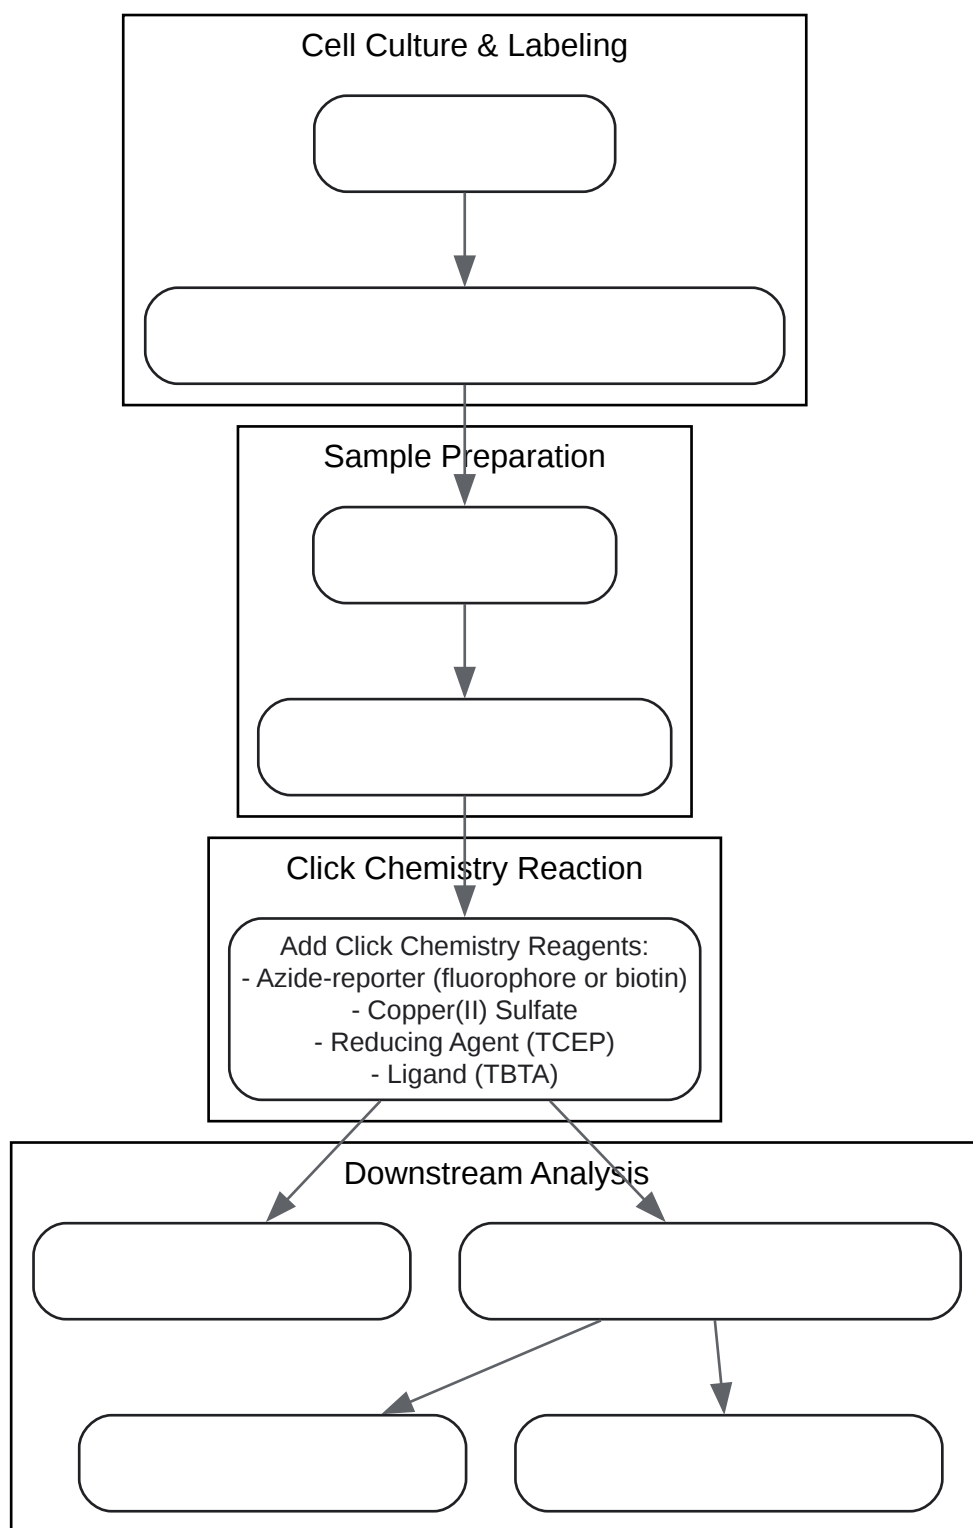 Cell Culture & Labeling
Sample Preparation
Click Chemistry Reaction
Add Click Chemistry Reagents:
- Azide-reporter (fluorophore or biotin)
- Copper(II) Sulfate
- Reducing Agent (TCEP)
- Ligand (TBTA)
Downstream Analysis